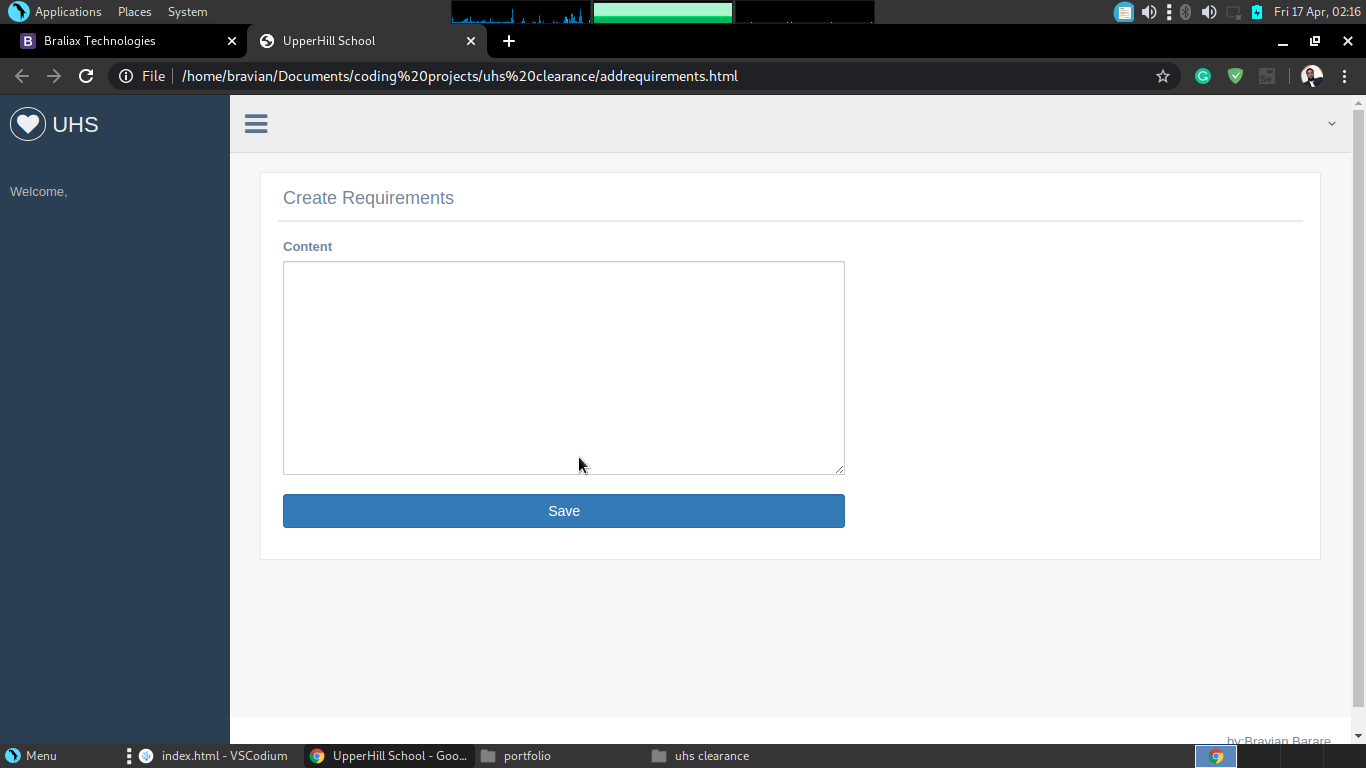 Applications Places System
Fri 17 Apr, 02:16
B Braliax Technologies
UpperHill School
File /home/bravian/Documents/coding%20projects/uhs%20clearance/addrequirements.html
UHS
Welcome,
Create Requirements
Content
Save
by:Bravian Barare
Menu index.html - VSCodium UpperHill School - Goo... portfolio uhs clearance